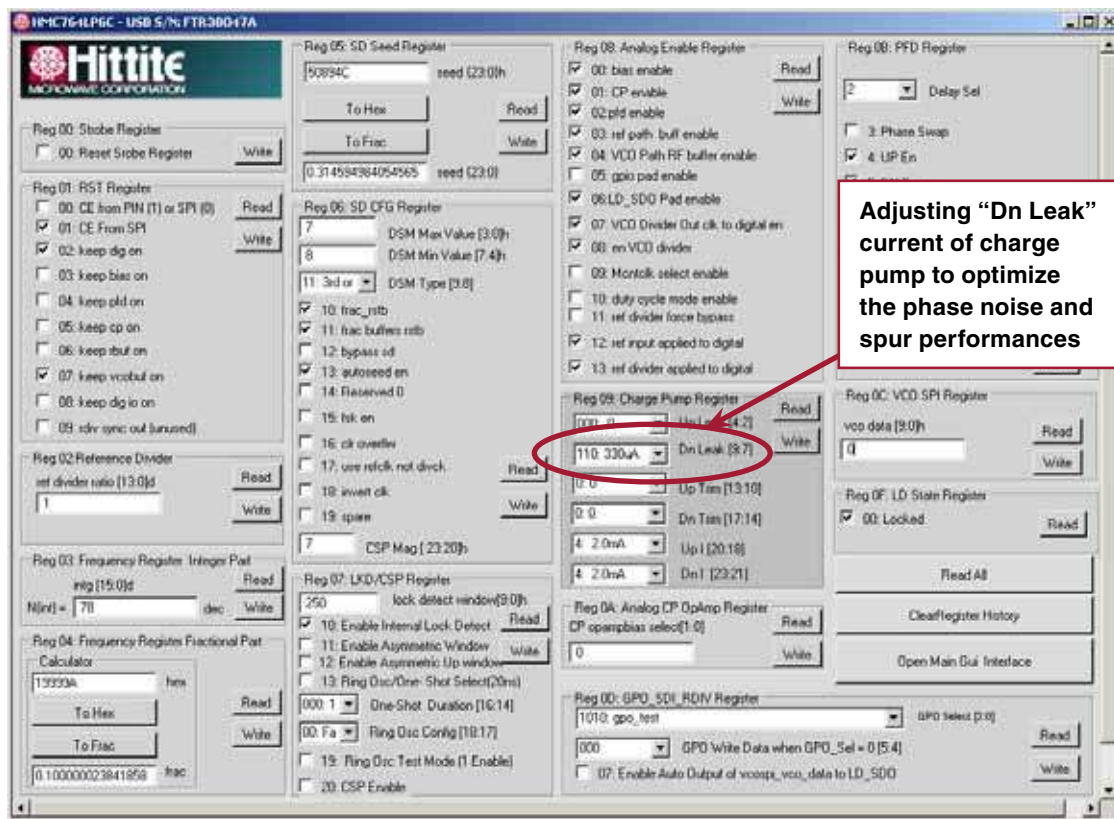 HMC764LP6C - USB S/N: FTR3D047A
Hittite
MICROWAVE CORPORATION
Reg 00: Strobe Register
00: Reset Srobe Register
Write
Reg 01: RST Register
00: CE from PIN (1) or SPI (0)
Read
01: CE From SPI
Write
02: keep dig on
03: keep bias on
04: keep pfd on
05: keep cp on
06: keep rbuf on
07: keep vcobuf on
08: keep dig io on
09: rdiv sync out (unused)
Reg 02:Reference Divider
ref divider ratio [13:0]d
Read
1
Write
Reg 03: Frequency Register Integer Part
intg [15:0]d
Read
N(int) = 78 dec
Write
Reg 04: Frequency Register Fractional Part
Calculator
19999A hex
To Hex
Read
To Frac
Write
0.100000023841858 frac
Reg 05: SD Seed Register
50894C seed (23:0)h
To Hex
Read
To Frac
Write
0.314594984054565 seed (23:0)
Reg 06: SD CFG Register
7 DSM Max Value [3:0]h
8 DSM Min Value [7:4]h
11: 3rd or DSM Type [9:8]
10: frac_rstb
11: frac buffers rstb
12: bypass sd
13: autoseed en
14: Reserved 0
15: hsk en
16: clr overflw
17: use refclk not divck
Read
18: invert clk
19: spare
Write
7 CSP Mag [ 23:20]h
Reg 07: LKD/CSP Register
250 lock detect window[9:0]h
10: Enable Internal Lock Detect
Read
11: Enable Asymmetric Window
Write
12: Enable Asymmetric Up window
13: Ring Osc/One- Shot Select(20ns)
000: 1 One-Shot Duration [16:14]
00: Fa Ring Osc Config [18:17]
19: Ring Osc Test Mode (1 Enable)
20: CSP Enable
Reg 08: Analog Enable Register
00: bias enable
Read
01: CP enable
Write
02:pfd enable
03: ref path buff enable
04: VCO Path RF buffer enable
05: gpio pad enable
06:LD_SDO Pad enable
07: VCO Divider Out clk to digital en
08: en VCO divider
09: Montclk select enable
10: duty cycle mode enable
11: ref divider force bypass
12: ref input applied to digital
13: ref divider applied to digital
Reg 09: Charge Pump Register
Read
110: 330uA Dn Leak [9:7]
Write
0: 0 Up Trim [13:10]
0: 0 Dn Trim [17:14]
4: 2.0mA Up I [20:18]
4: 2.0mA Dn I [23:21]
Reg 0A: Analog CP OpAmp Register
CP opampbias select[1:0]
Read
0
Write
Reg 0B: PFD Register
2 Delay Sel
3: Phase Swap
4: UP En
Adjusting “Dn Leak”
current of charge
pump to optimize
the phase noise and
spur performances
Reg 0C: VCO SPI Register
vco data [9:0]h
Read
0
Write
Reg 0F: LD State Register
00: Locked
Read
Read All
ClearRegister History
Open Main Gui Interface
Reg 0D: GPO_SDI_RDIV Register
1010: gpo_test GPO Select [3:0]
Read
000 GPO Write Data when GPO_Sel = 0 [5:4]
07: Enable Auto Output of vcospi_vco_data to LD_SDO
Write